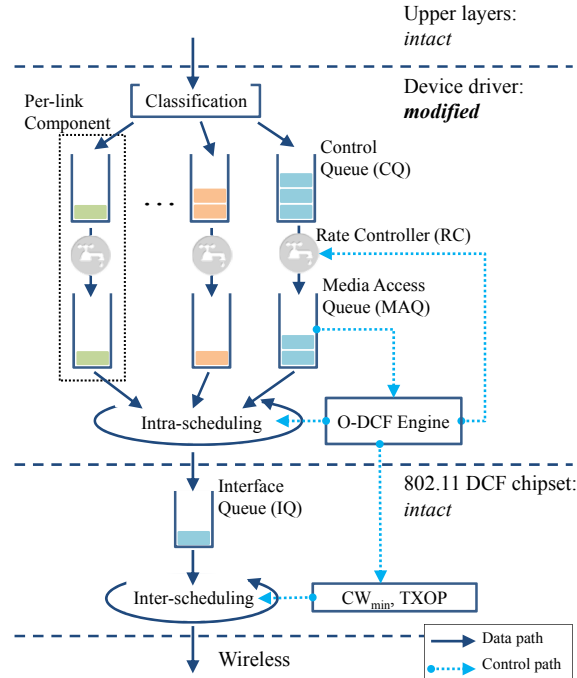 Upper layers:
intact
Device driver:
modified
Per-link
Component
Classification
Control
Queue (CQ)
. . .
Rate Controller (RC)
Media Access
Queue (MAQ)
Intra-scheduling
O-DCF Engine
Interface
Queue (IQ)
802.11 DCF chipset:
intact
Inter-scheduling
CWmin, TXOP
Wireless
Data path
Control path